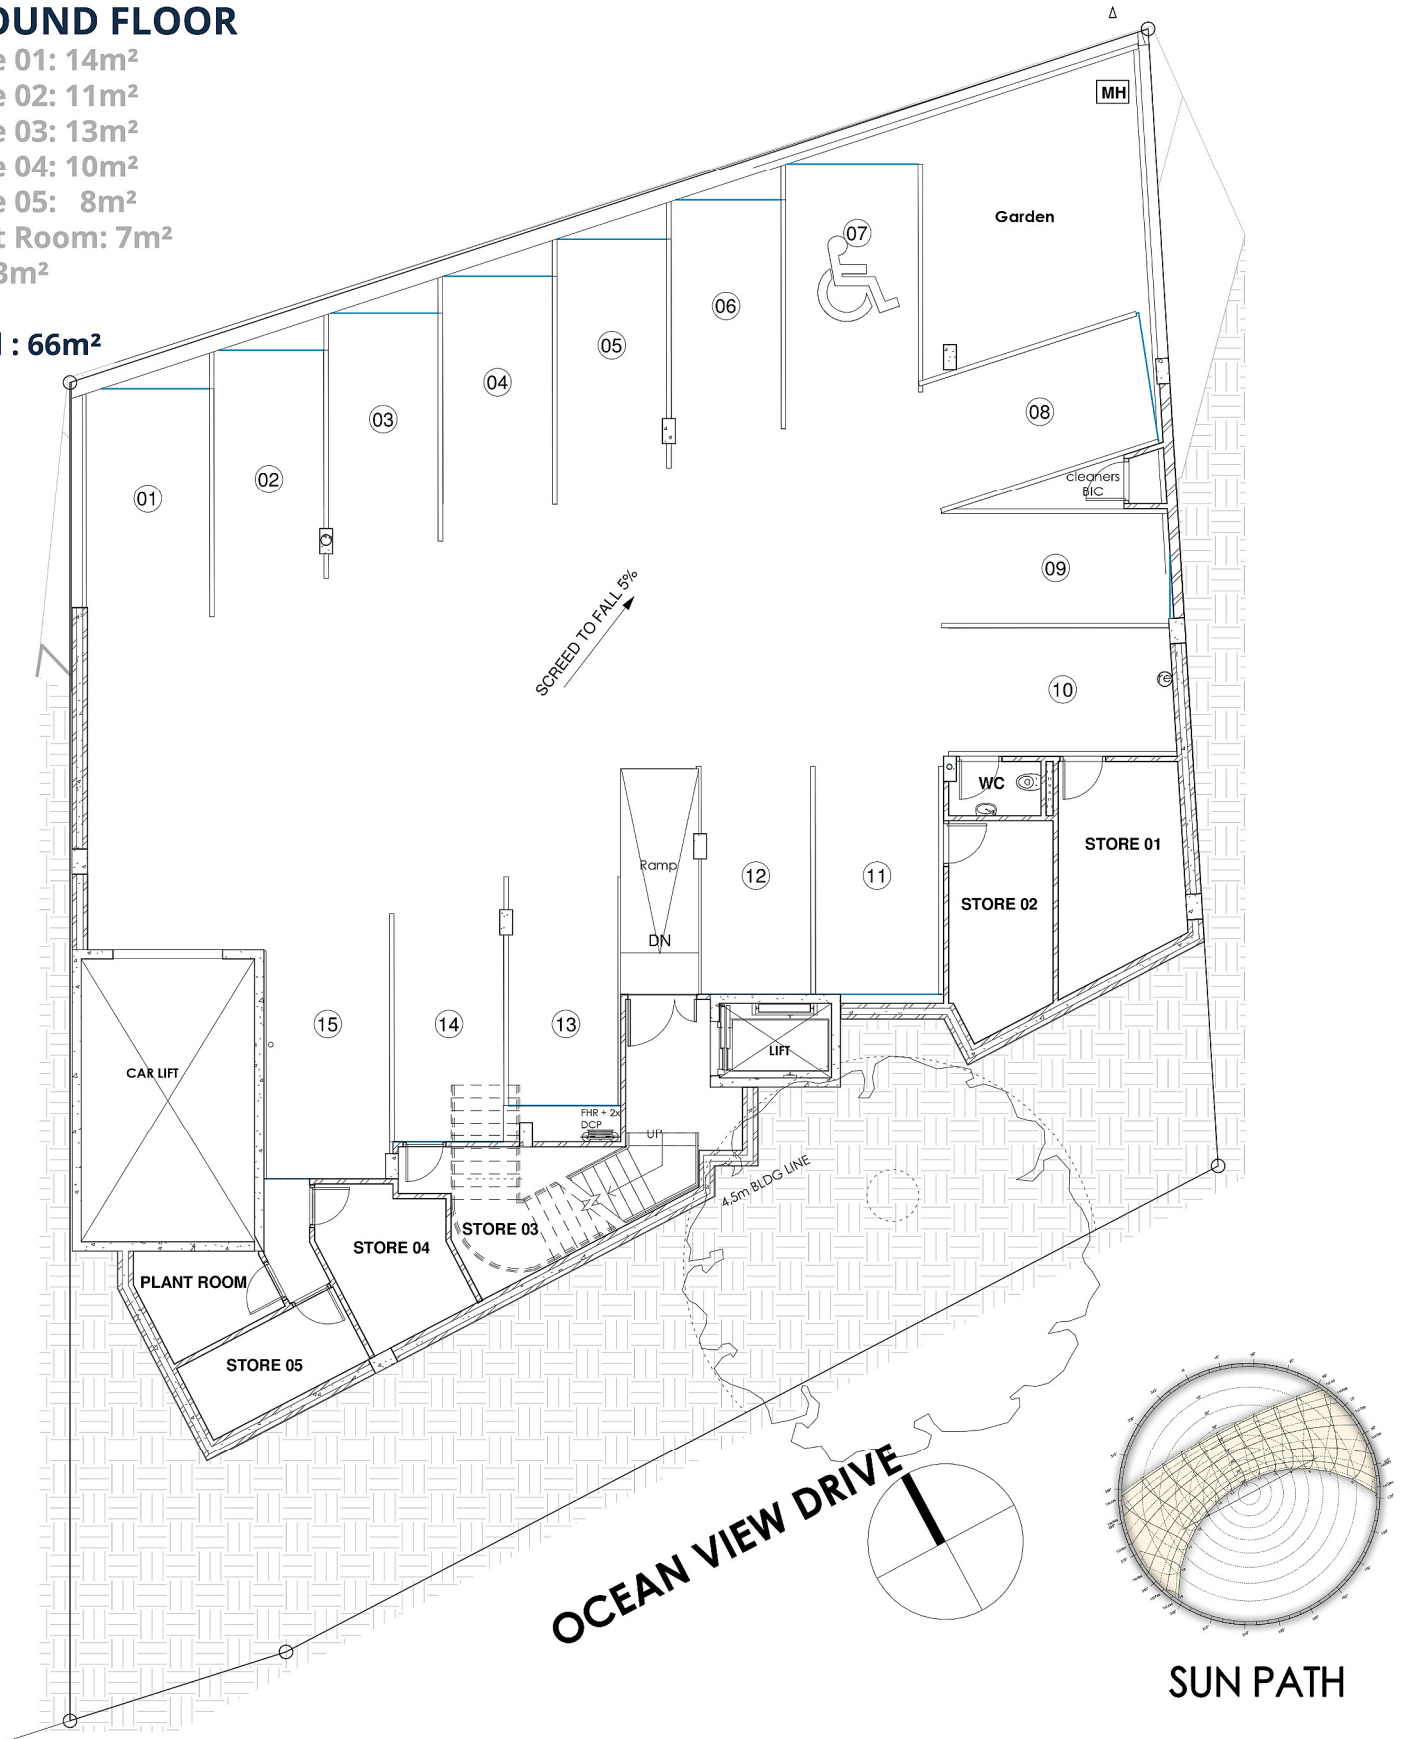 OUND FLOOR
e 01: 14m²
e 02: 11m²
e 03: 13m²
e 04: 10m²
e 05: 8m²
t Room: 7m²
3m²
l : 66m²
MH
Garden
07
06
05
04
03
02
01
08
cleaners
BIC
09
10
re
SCREED TO FALL 5%
WC
STORE 01
STORE 02
Ramp
DN
12
11
15
14
13
LIFT
CAR LIFT
FHR + 2x
DCP
UP
4,5m BLDG LINE
STORE 03
STORE 04
PLANT ROOM
STORE 05
OCEAN VIEW DRIVE
SUN PATH